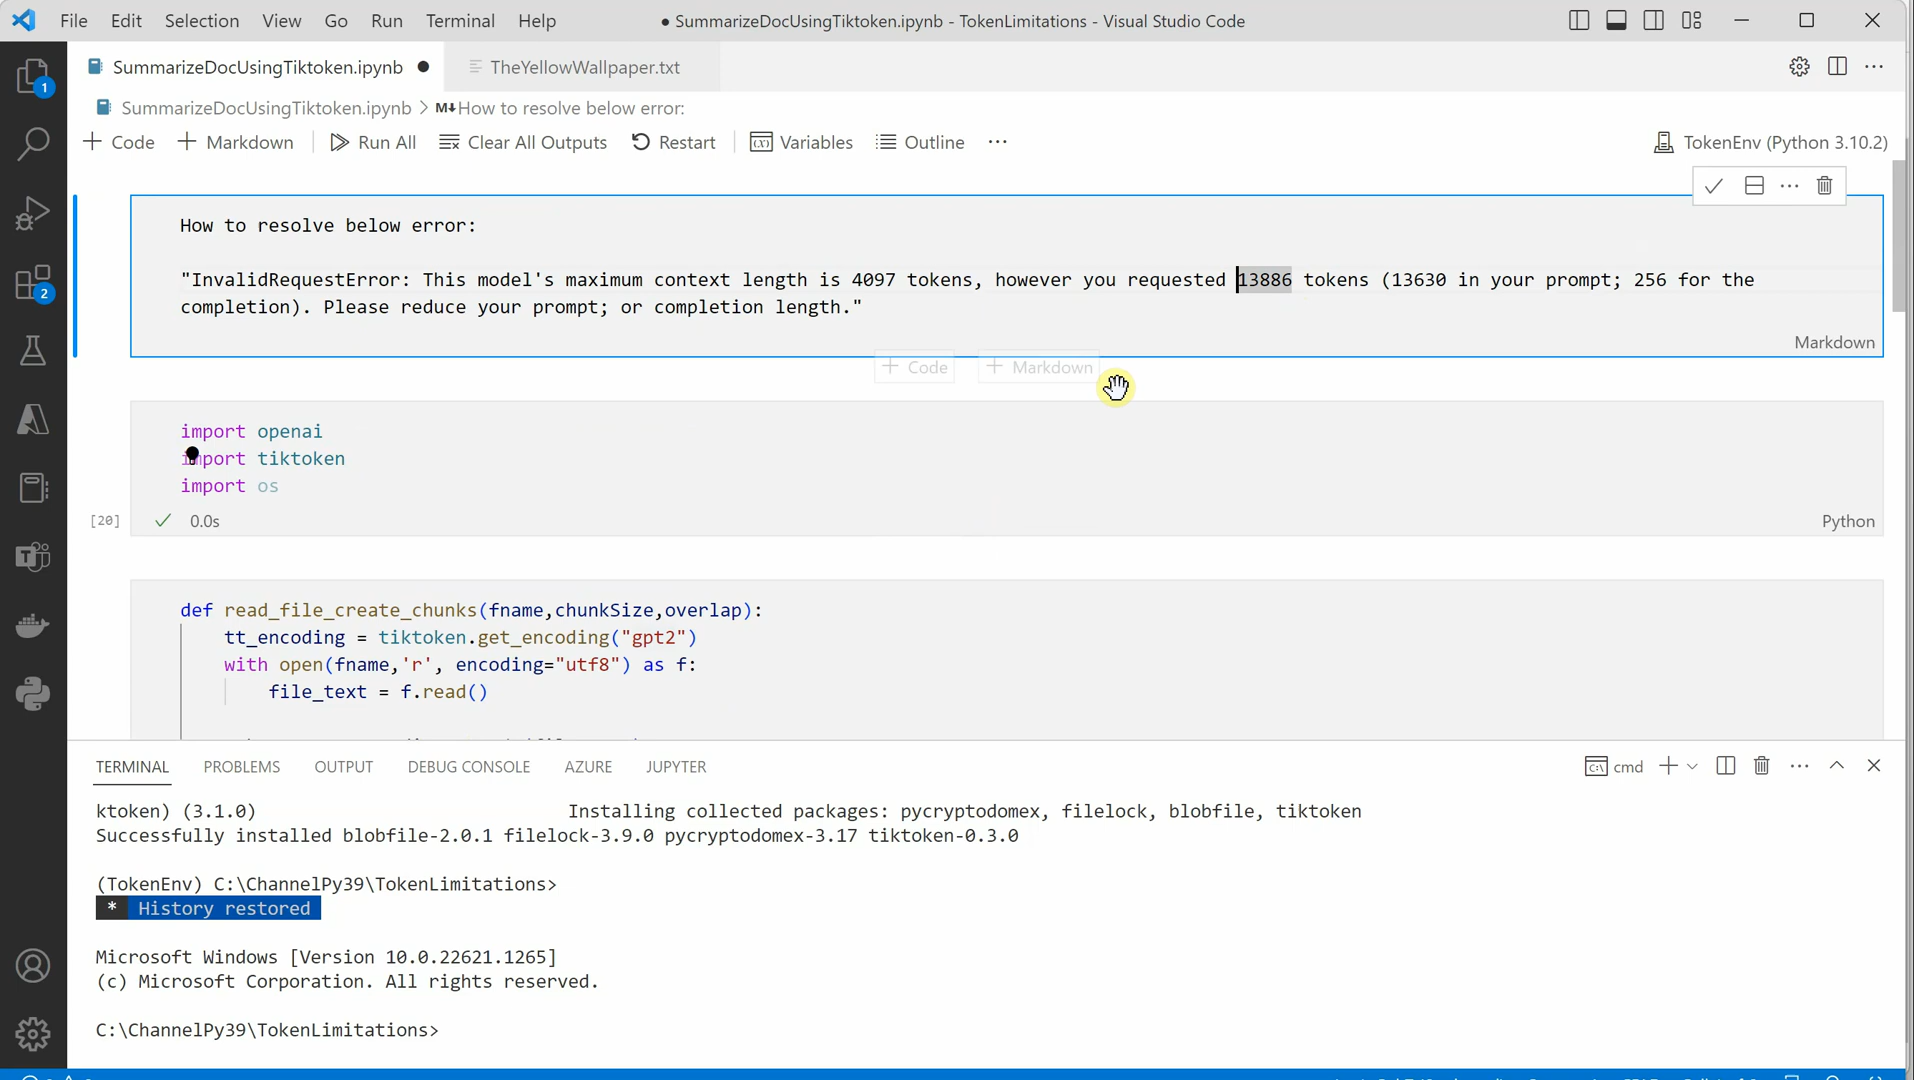 File Edit Selection View Go Run Terminal Help
● SummarizeDocUsingTiktoken.ipynb - TokenLimitations - Visual Studio Code
SummarizeDocUsingTiktoken.ipynb ●
TheYellowWallpaper.txt
SummarizeDocUsingTiktoken.ipynb > M↓How to resolve below error:
+ Code + Markdown Run All Clear All Outputs Restart Variables Outline ...
TokenEnv (Python 3.10.2)
1
2
How to resolve below error:
"InvalidRequestError: This model's maximum context length is 4097 tokens, however you requested 13886 tokens (13630 in your prompt; 256 for the
completion). Please reduce your prompt; or completion length."
Markdown
+ Code + Markdown
import openai
import tiktoken
import os
[20] ✓ 0.0s
Python
def read_file_create_chunks(fname,chunkSize,overlap):
tt_encoding = tiktoken.get_encoding("gpt2")
with open(fname,'r', encoding="utf8") as f:
file_text = f.read()
TERMINAL PROBLEMS OUTPUT DEBUG CONSOLE AZURE JUPYTER
cmd
ktoken) (3.1.0) Installing collected packages: pycryptodomex, filelock, blobfile, tiktoken
Successfully installed blobfile-2.0.1 filelock-3.9.0 pycryptodomex-3.17 tiktoken-0.3.0
(TokenEnv) C:\ChannelPy39\TokenLimitations>
* History restored
Microsoft Windows [Version 10.0.22621.1265]
(c) Microsoft Corporation. All rights reserved.
C:\ChannelPy39\TokenLimitations>